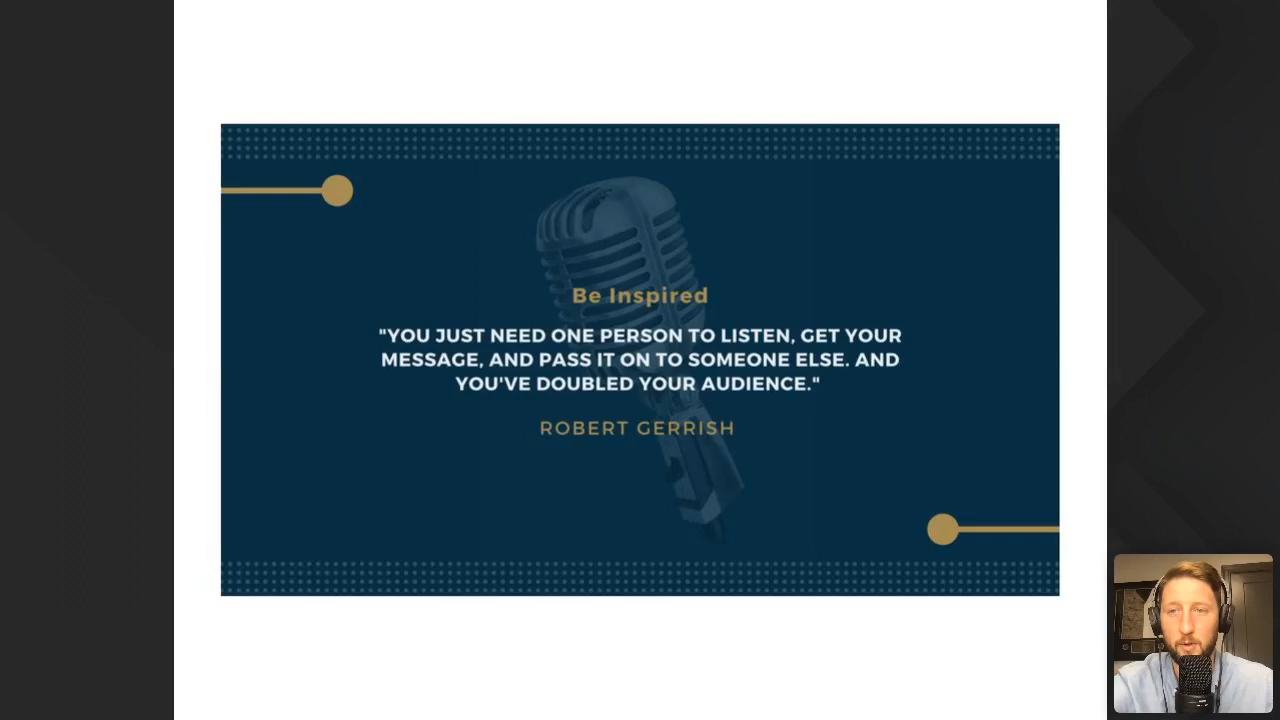 Be Inspired
"YOU JUST NEED ONE PERSON TO LISTEN, GET YOUR
MESSAGE, AND PASS IT ON TO SOMEONE ELSE. AND
YOU'VE DOUBLED YOUR AUDIENCE."
ROBERT GERRISH